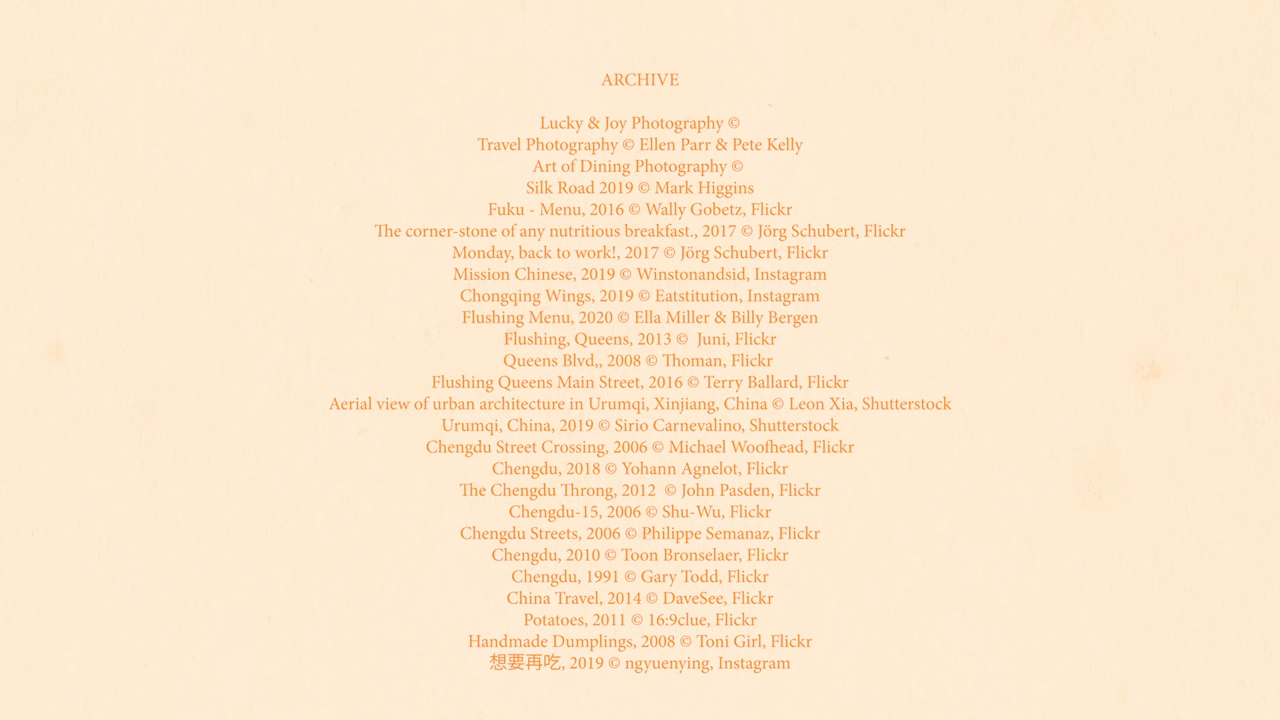 ARCHIVE
Lucky & Joy Photography ©
Travel Photography © Ellen Parr & Pete Kelly
Art of Dining Photography ©
Silk Road 2019 © Mark Higgins
Fuku - Menu, 2016 © Wally Gobetz, Flickr
The corner-stone of any nutritious breakfast., 2017 © Jörg Schubert, Flickr
Monday, back to work!, 2017 © Jörg Schubert, Flickr
Mission Chinese, 2019 © Winstonandsid, Instagram
Chongqing Wings, 2019 © Eatstitution, Instagram
Flushing Menu, 2020 © Ella Miller & Billy Bergen
Flushing, Queens, 2013 ©  Juni, Flickr
Queens Blvd,, 2008 © Thoman, Flickr
Flushing Queens Main Street, 2016 © Terry Ballard, Flickr
Aerial view of urban architecture in Urumqi, Xinjiang, China © Leon Xia, Shutterstock
Urumqi, China, 2019 © Sirio Carnevalino, Shutterstock
Chengdu Street Crossing, 2006 © Michael Woodhead, Flickr
Chengdu, 2018 © Yohann Agnelot, Flickr
The Chengdu Throng, 2012  © John Pasden, Flickr
Chengdu-15, 2006 © Shu-Wu, Flickr
Chengdu Streets, 2006 © Philippe Semanaz, Flickr
Chengdu, 2010 © Toon Bronselaer, Flickr
Chengdu, 1991 © Gary Todd, Flickr
China Travel, 2014 © DaveSee, Flickr
Potatoes, 2011 © 16:9clue, Flickr
Handmade Dumplings, 2008 © Toni Girl, Flickr
想要再吃, 2019 © ngyuenying, Instagram